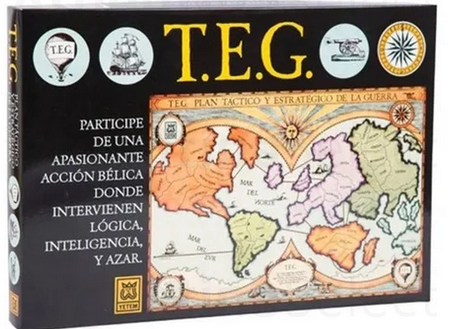 T.E.G.
T.E.G.
PARTICIPE
DE UNA
APASIONANTE
ACCIÓN BÉLICA
DONDE
INTERVIENEN
LÓGICA,
INTELIGENCIA,
Y AZAR.
YETEM
T.E.G. PLAN TACTICO Y ESTRATÉGICO DE LA GUERRA
MAR
DEL
NORTE
MAR
DEL
SUR
T.E.G.
T.E.G.